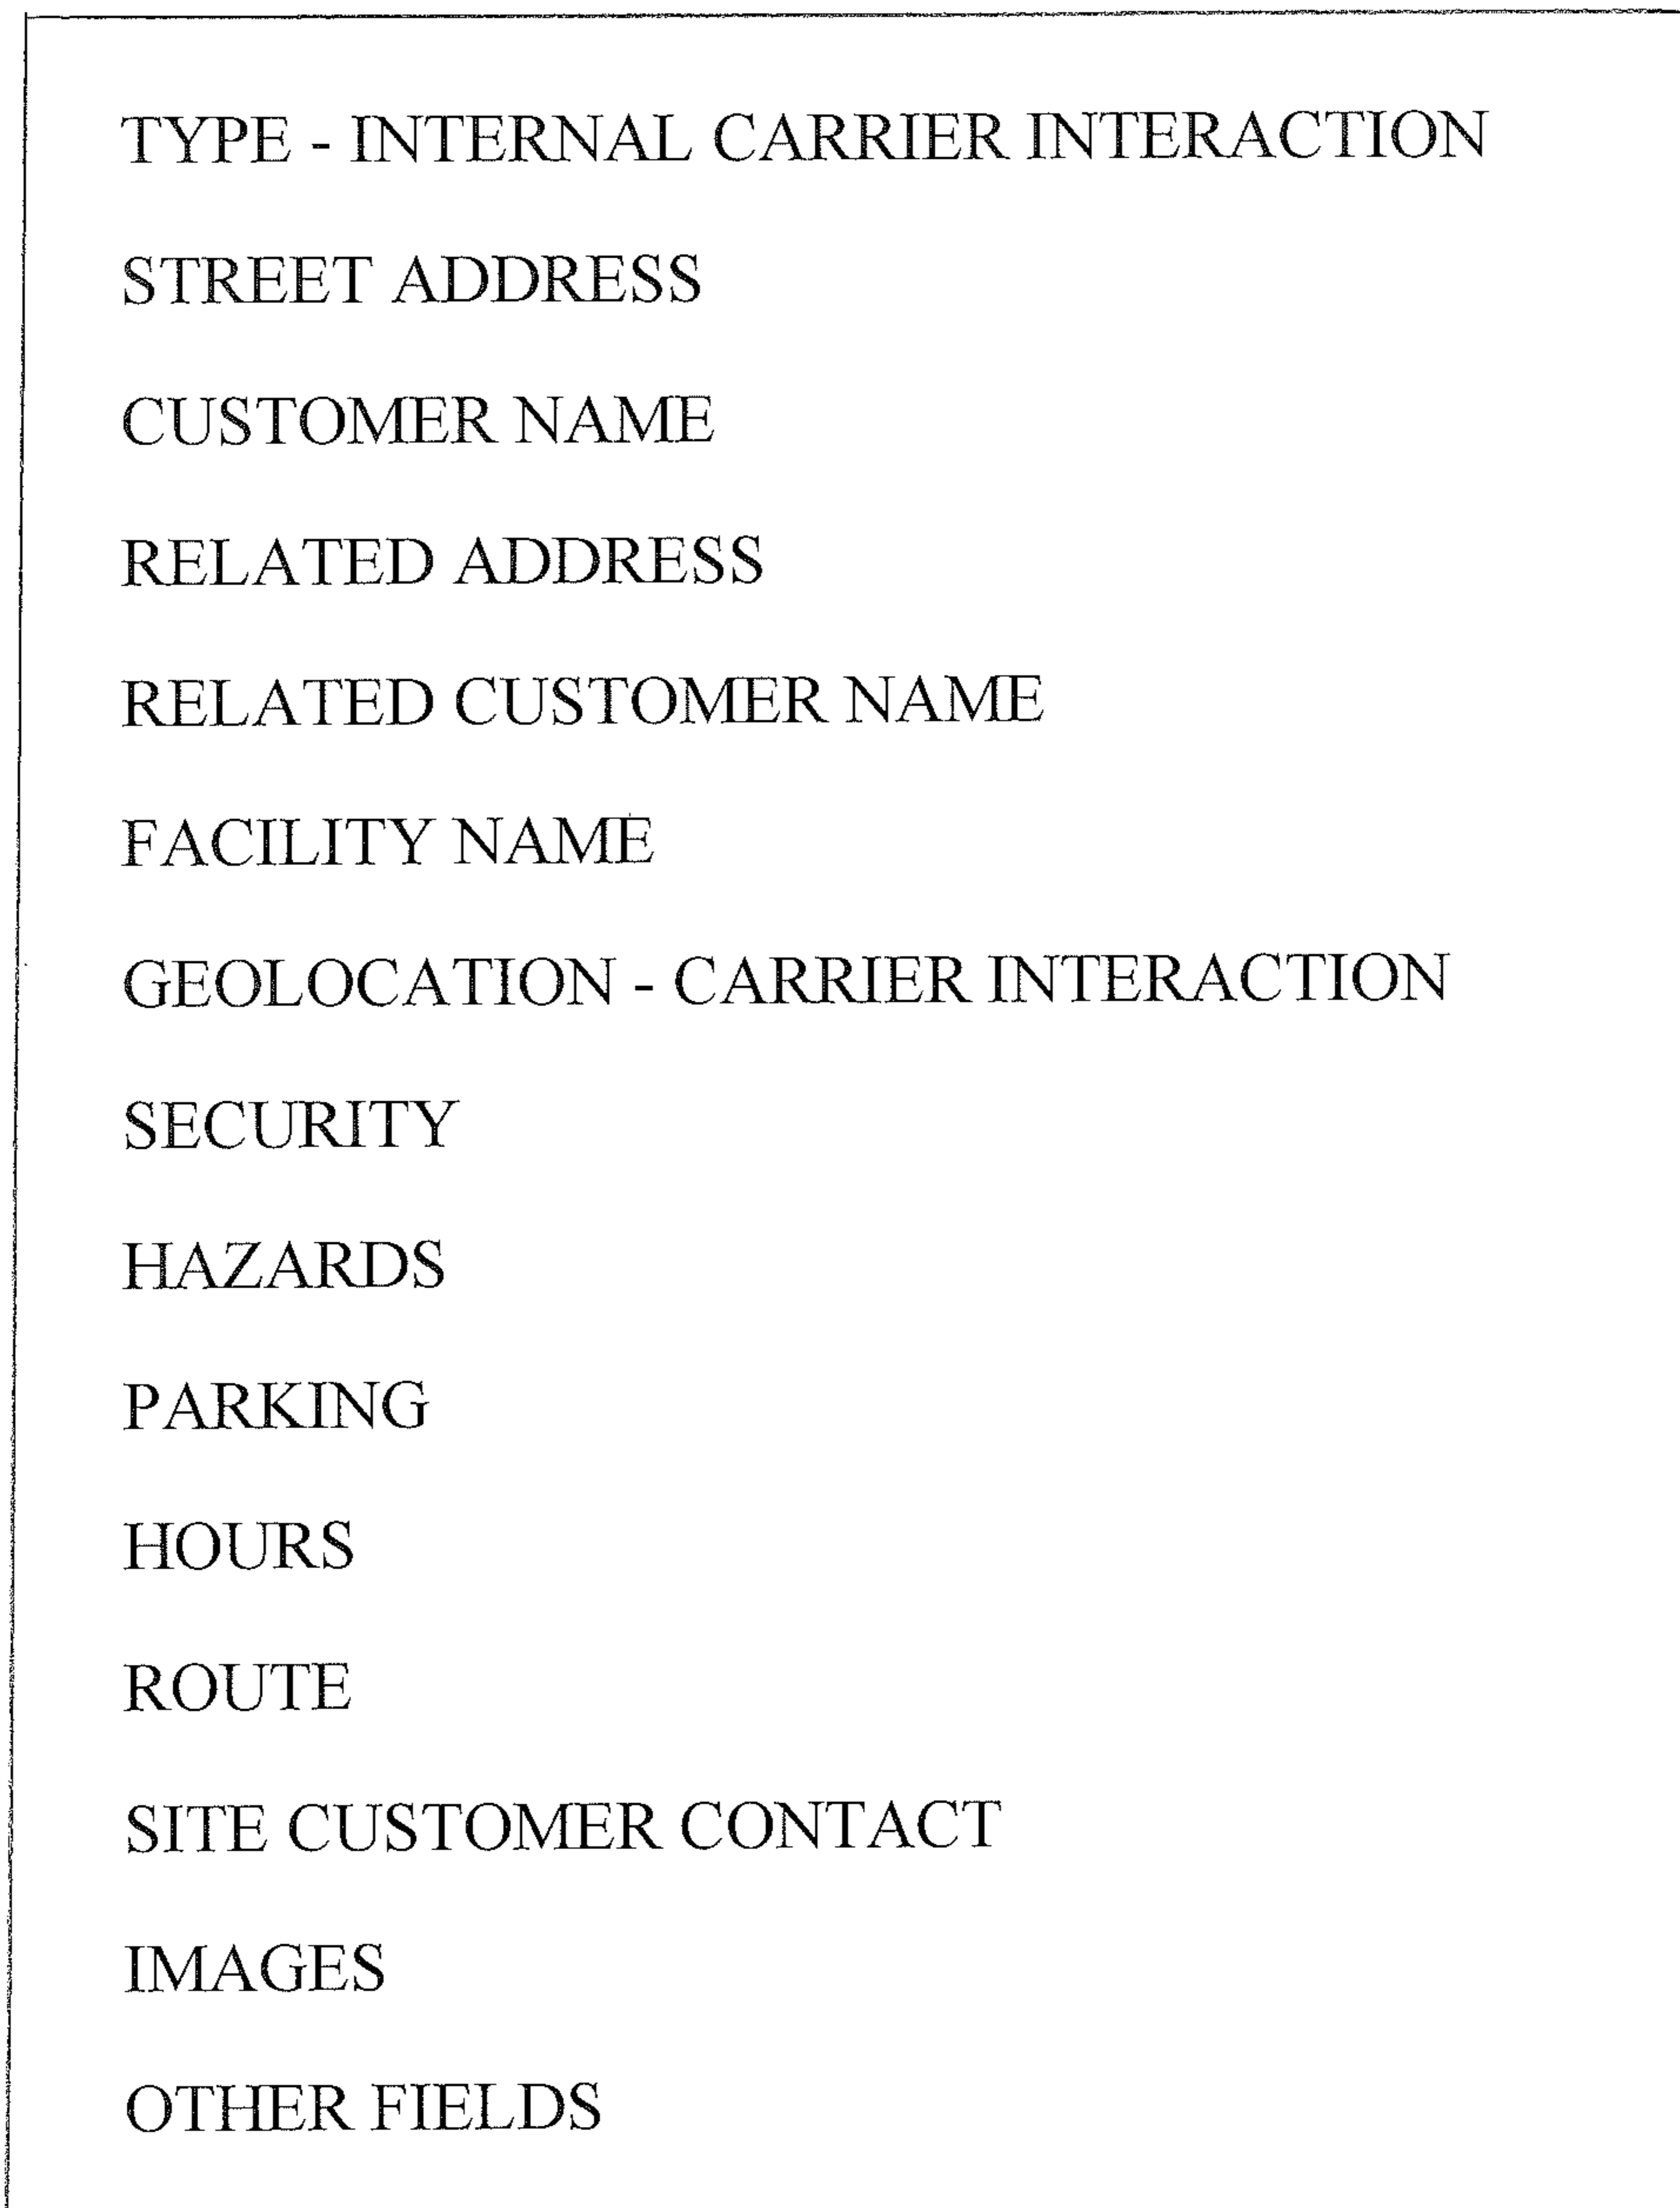 TYPE - INTERNAL CARRIER INTERACTION
STREET ADDRESS
CUSTOMER NAME
RELATED ADDRESS
RELATED CUSTOMER NAME
FACILITY NAME
GEOLOCATION - CARRIER INTERACTION
SECURITY
HAZARDS
PARKING
HOURS
ROUTE
SITE CUSTOMER CONTACT
IMAGES
OTHER FIELDS